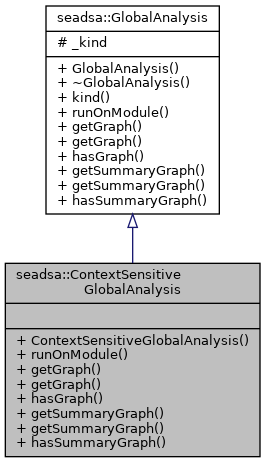 seadsa::GlobalAnalysis
# _kind
+ GlobalAnalysis()
+ ~GlobalAnalysis()
+ kind()
+ runOnModule()
+ getGraph()
+ getGraph()
+ hasGraph()
+ getSummaryGraph()
+ getSummaryGraph()
+ hasSummaryGraph()
seadsa::ContextSensitive
GlobalAnalysis
+ ContextSensitiveGlobalAnalysis()
+ runOnModule()
+ getGraph()
+ getGraph()
+ hasGraph()
+ getSummaryGraph()
+ getSummaryGraph()
+ hasSummaryGraph()